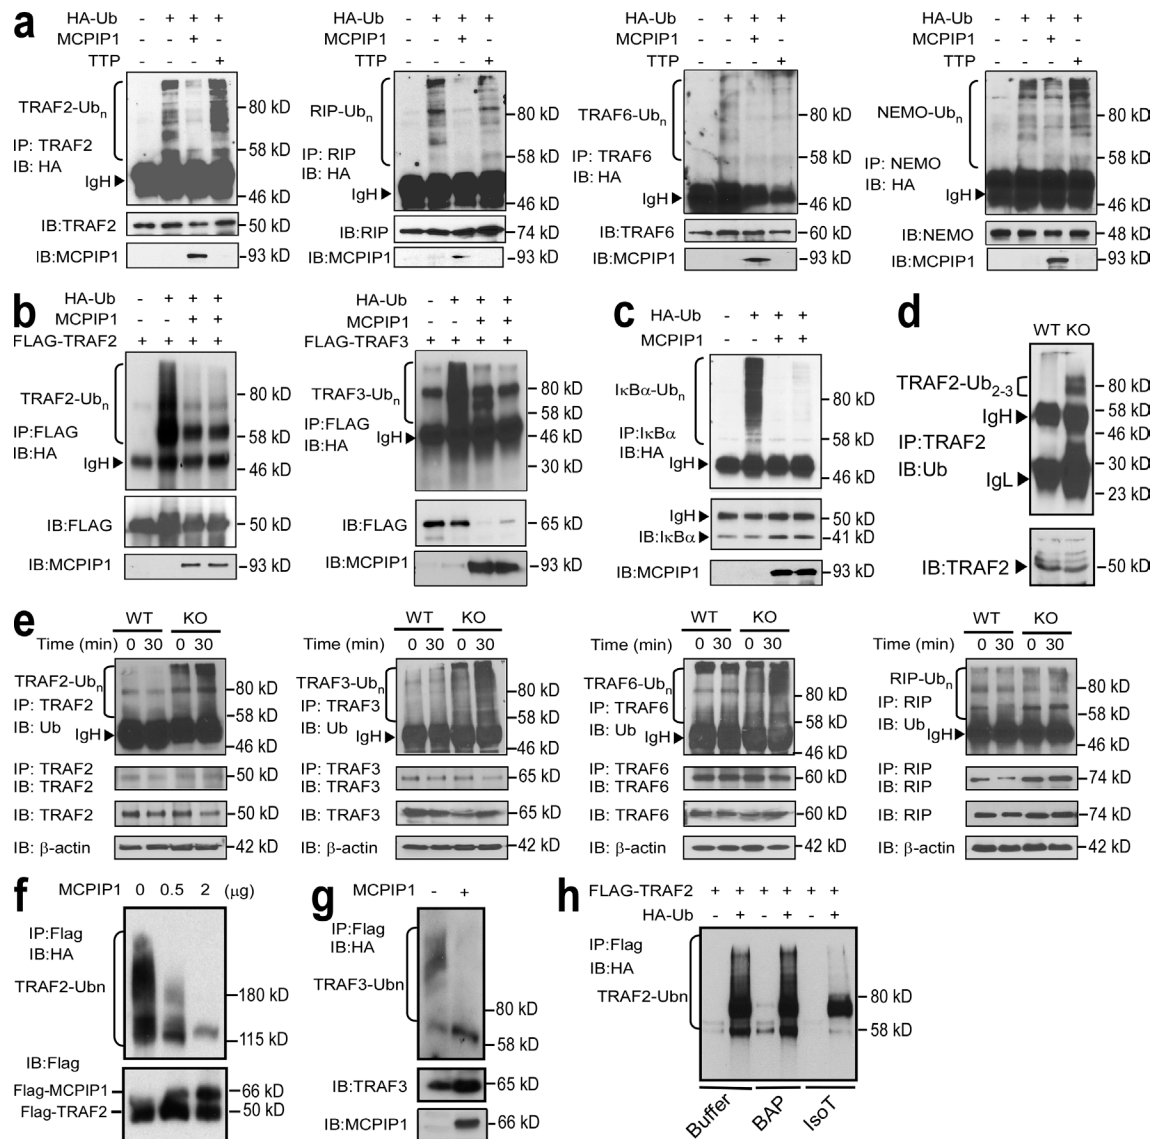 a
HA-Ub - + + +
MCPIP1 - - + -
TTP - - - +
TRAF2-Ubn
IP: TRAF2
IB: HA
IgH
80 kD
58 kD
46 kD
IB:TRAF2
50 kD
IB:MCPIP1
93 kD
HA-Ub - + + +
MCPIP1 - - + -
TTP - - - +
RIP-Ubn
IP: RIP
IB: HA
IgH
80 kD
58 kD
46 kD
IB:RIP
74 kD
IB:MCPIP1
93 kD
HA-Ub - + + +
MCPIP1 - - + -
TTP - - - +
TRAF6-Ubn
IP: TRAF6
IB: HA
IgH
80 kD
58 kD
46 kD
IB:TRAF6
60 kD
IB:MCPIP1
93 kD
HA-Ub - + + +
MCPIP1 - - + -
TTP - - - +
NEMO-Ubn
IP: NEMO
IB: HA
IgH
80 kD
58 kD
46 kD
IB:NEMO
48 kD
IB:MCPIP1
93 kD
b
HA-Ub - + + +
MCPIP1 - - + +
FLAG-TRAF2 + + + +
TRAF2-Ubn
IP:FLAG
IB:HA
IgH
80 kD
58 kD
46 kD
IB:FLAG
50 kD
IB:MCPIP1
93 kD
HA-Ub - + + +
MCPIP1 - - + +
FLAG-TRAF3 + + + +
TRAF3-Ubn
IP:FLAG
IB:HA
IgH
80 kD
58 kD
46 kD
30 kD
IB:FLAG
65 kD
IB:MCPIP1
93 kD
c
HA-Ub - + + +
MCPIP1 - - + +
IκBα-Ubn
IP:IκBα
IB:HA
IgH
80 kD
58 kD
46 kD
IgH
50 kD
IB:IκBα
41 kD
IB:MCPIP1
93 kD
d
WT KO
TRAF2-Ub2-3
IgH
IP:TRAF2
IB:Ub
IgL
80 kD
58 kD
46 kD
30 kD
23 kD
IB:TRAF2
50 kD
e
WT KO
Time (min) 0 30 0 30
TRAF2-Ubn
IP: TRAF2
IB: Ub
IgH
80 kD
58 kD
46 kD
IP: TRAF2
IB: TRAF2
50 kD
IB: TRAF2
50 kD
IB: β-actin
42 kD
WT KO
Time (min) 0 30 0 30
TRAF3-Ubn
IP: TRAF3
IB: Ub
IgH
80 kD
58 kD
46 kD
IP: TRAF3
IB: TRAF3
65 kD
IB: TRAF3
65 kD
IB: β-actin
42 kD
WT KO
Time (min) 0 30 0 30
TRAF6-Ubn
IP: TRAF6
IB: Ub
IgH
80 kD
58 kD
46 kD
IP: TRAF6
IB: TRAF6
60 kD
IB: TRAF6
60 kD
IB: β-actin
42 kD
WT KO
Time (min) 0 30 0 30
RIP-Ubn
IP: RIP
IB: Ub
IgH
80 kD
58 kD
46 kD
IP: RIP
IB: RIP
74 kD
IB: RIP
74 kD
IB: β-actin
42 kD
f
MCPIP1 0 0.5 2 (μg)
IP:Flag
IB:HA
TRAF2-Ubn
180 kD
115 kD
IB:Flag
Flag-MCPIP1
66 kD
Flag-TRAF2
50 kD
g
MCPIP1 - +
IP:Flag
IB:HA
TRAF3-Ubn
80 kD
58 kD
IB:TRAF3
65 kD
IB:MCPIP1
66 kD
h
FLAG-TRAF2 + + + + + +
HA-Ub - + - + - +
IP:Flag
IB:HA
TRAF2-Ubn
80 kD
58 kD
Buffer
BAP
IsoT